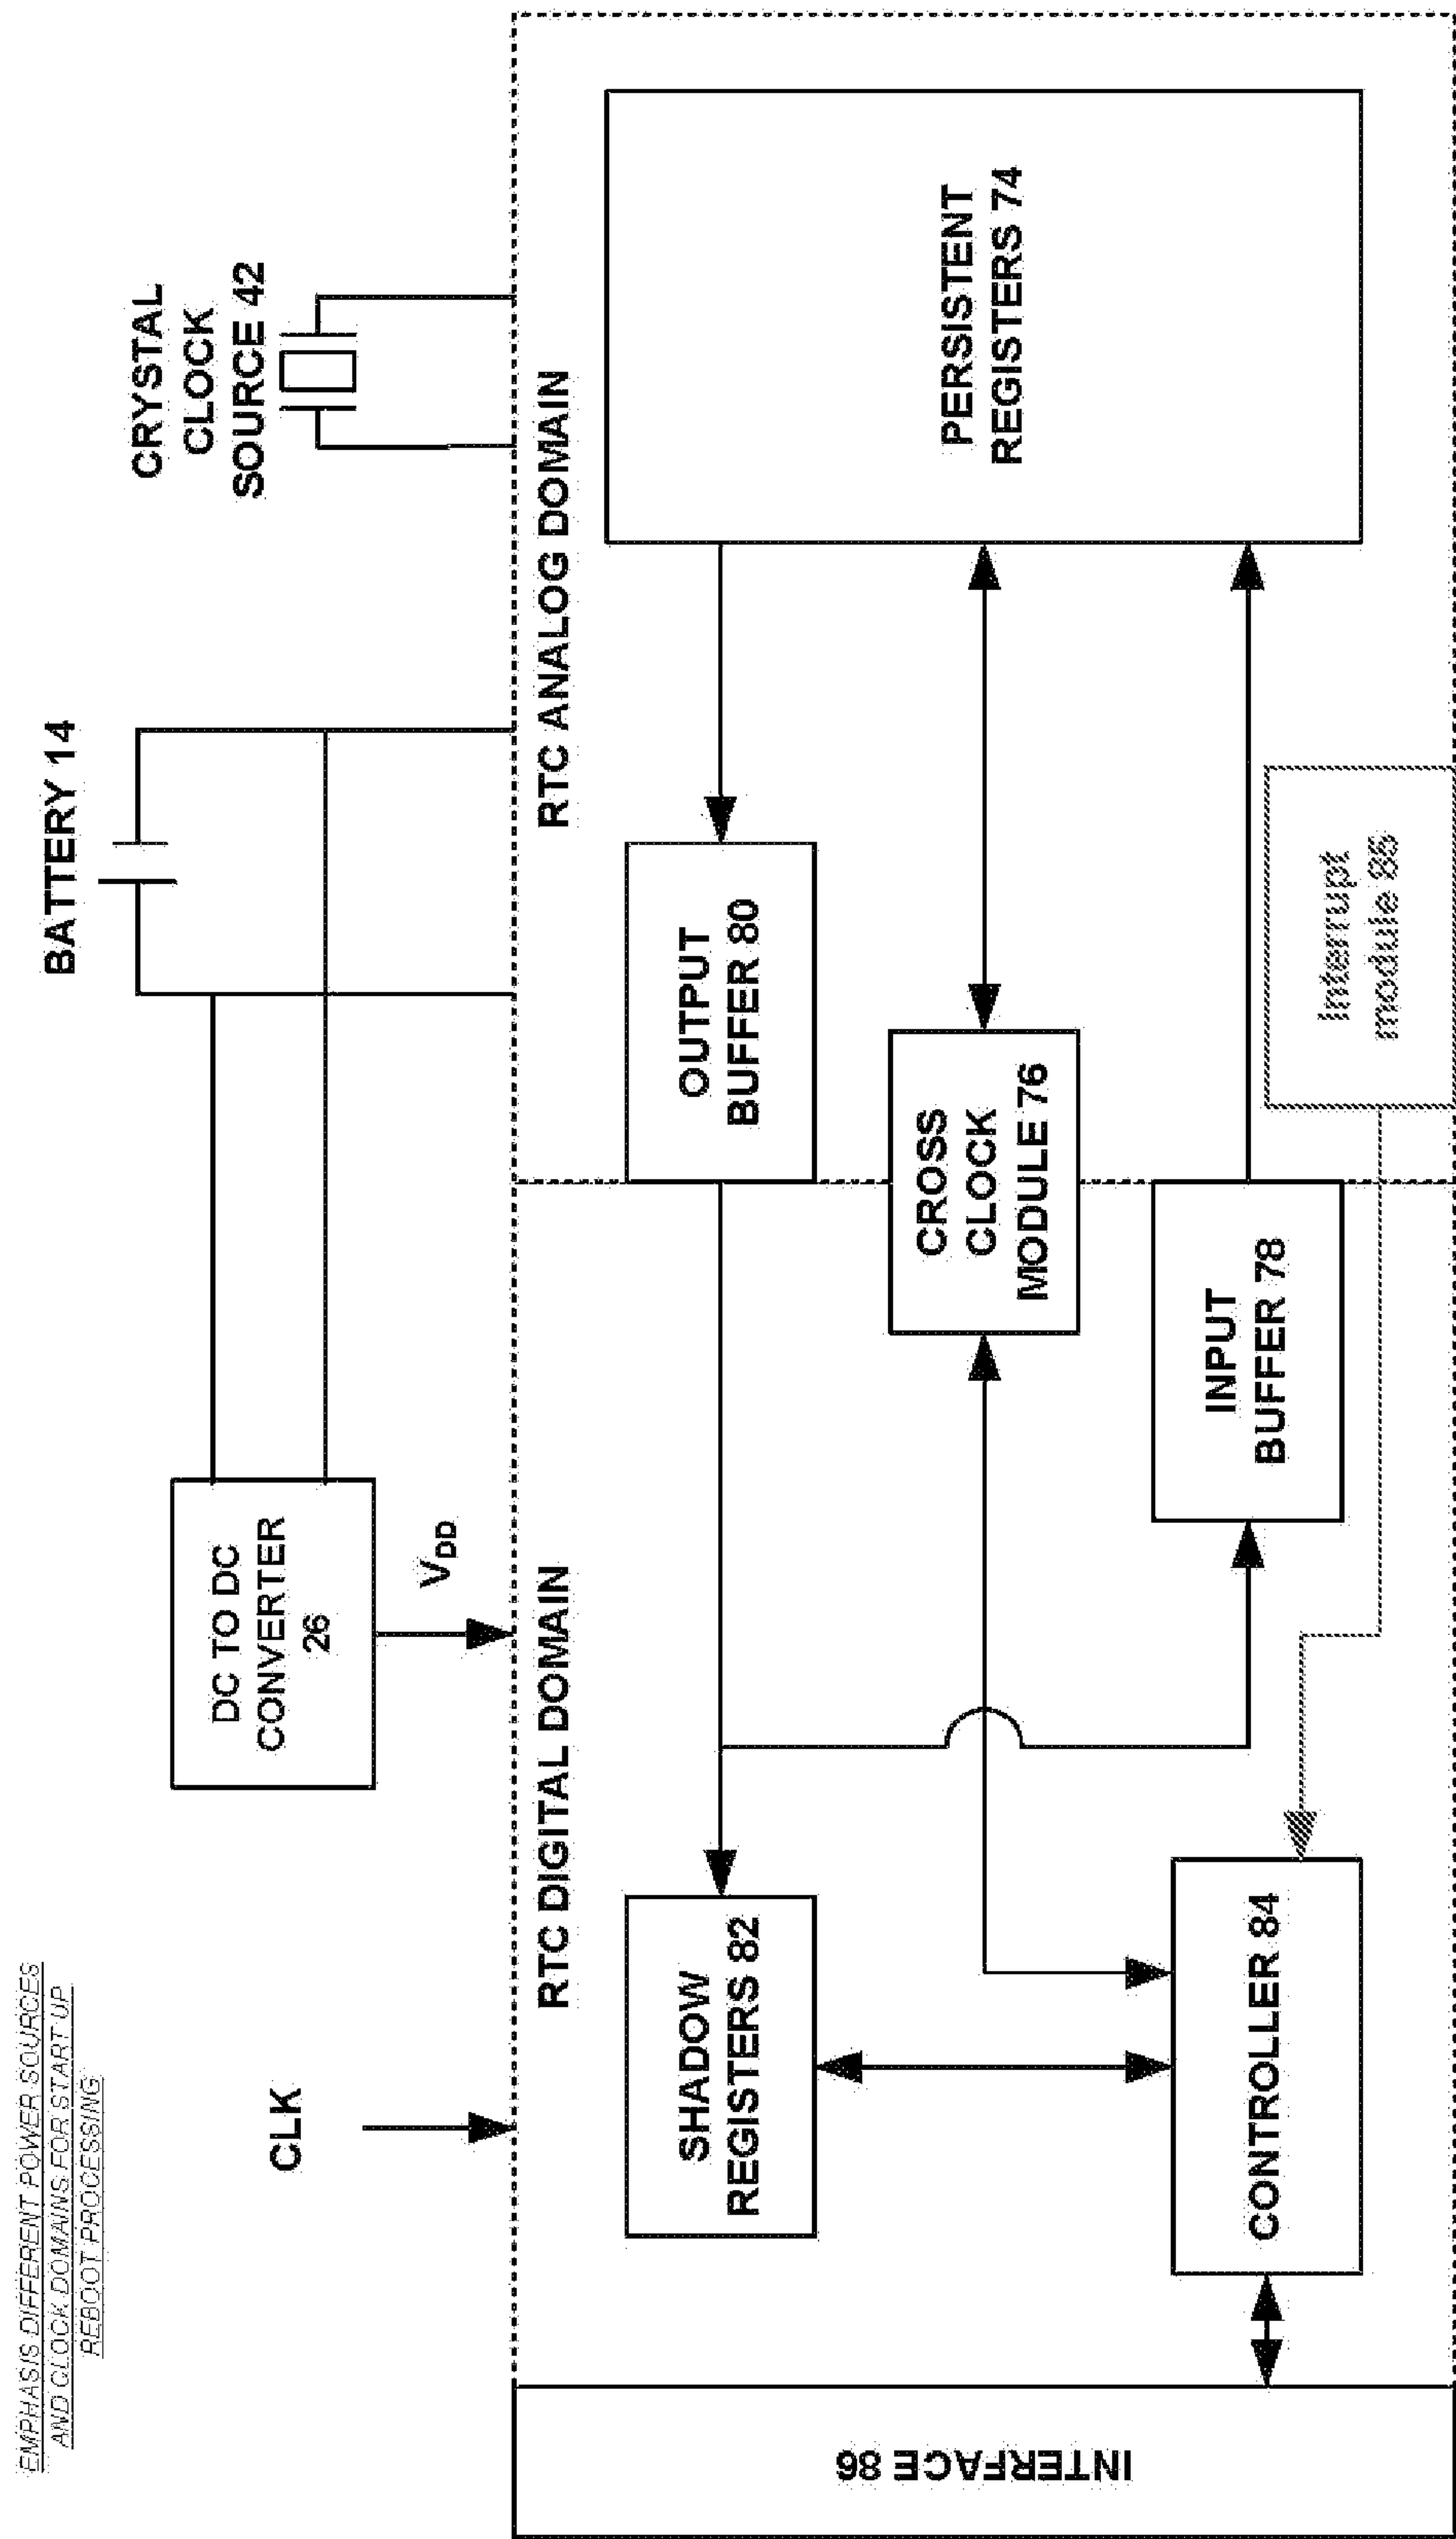 EMPHASIS DIFFERENT POWER SOURCES
AND CLOCK DOMAINS FOR START UP
REBOOT PROCESSING
CLK
DC TO DC
CONVERTER
26
VDD
BATTERY 14
CRYSTAL
CLOCK
SOURCE 42
RTC DIGITAL DOMAIN
RTC ANALOG DOMAIN
INTERFACE 86
SHADOW
REGISTERS 82
CONTROLLER 84
OUTPUT
BUFFER 80
CROSS
CLOCK
MODULE 76
INPUT
BUFFER 78
Interrupt
module 88
PERSISTENT
REGISTERS 74